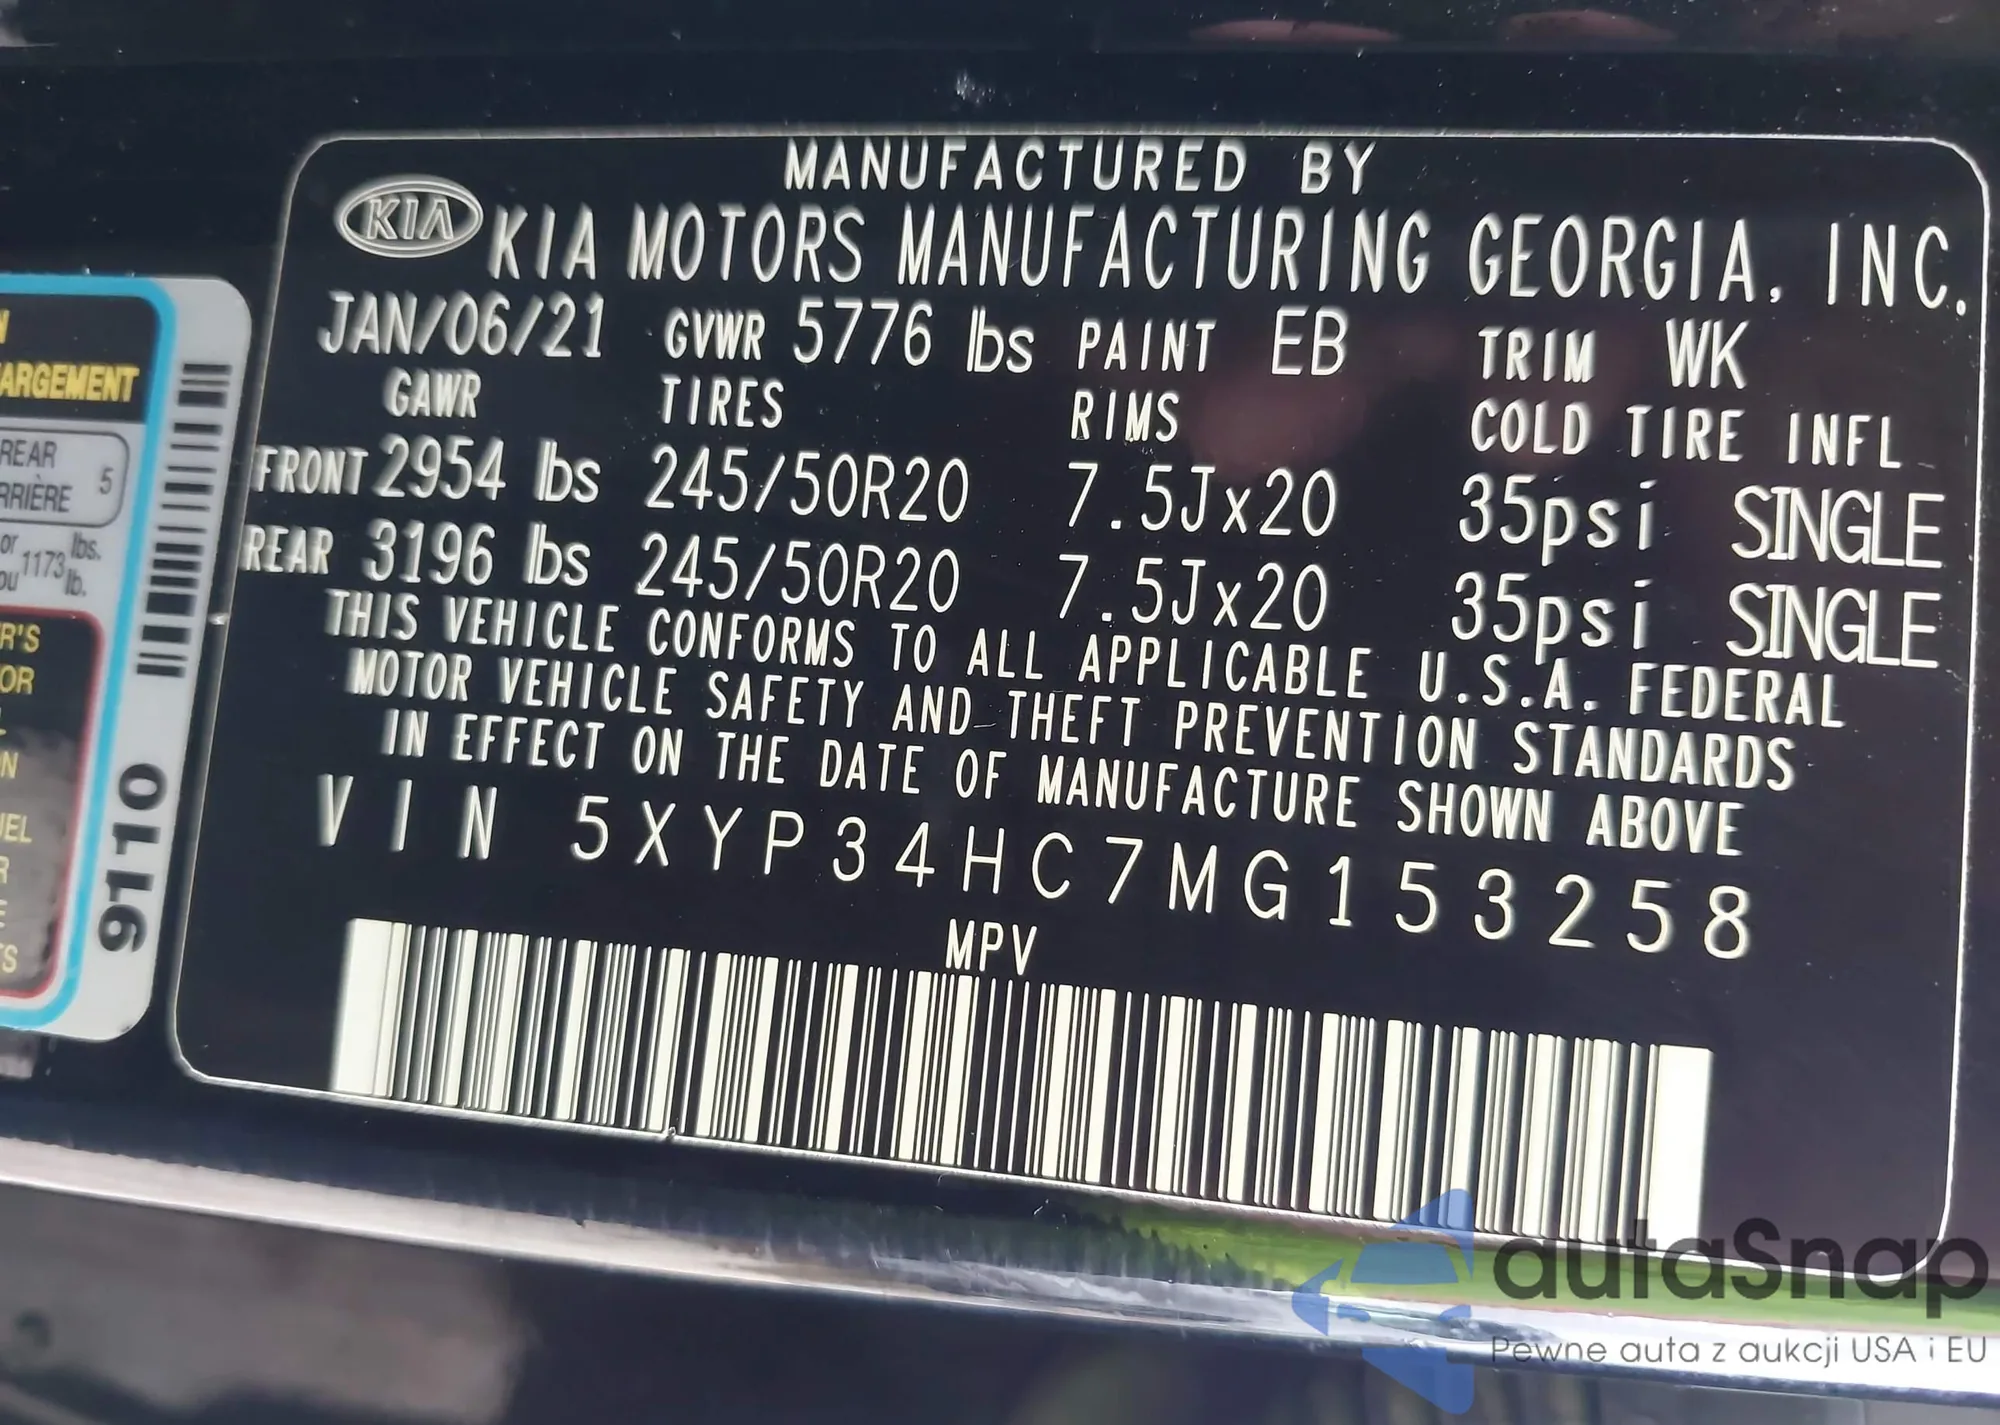 MANUFACTURED BY
KIA KIA MOTORS MANUFACTURING GEORGIA, INC.
JAN/06/21 GVWR 5776 lbs PAINT EB TRIM WK
GAWR TIRES RIMS COLD TIRE INFL
FRONT 2954 lbs 245/50R20 7.5Jx20 35psi SINGLE
REAR 3196 lbs 245/50R20 7.5Jx20 35psi SINGLE
THIS VEHICLE CONFORMS TO ALL APPLICABLE U.S.A. FEDERAL
MOTOR VEHICLE SAFETY AND THEFT PREVENTION STANDARDS
IN EFFECT ON THE DATE OF MANUFACTURE SHOWN ABOVE
VIN 5XYP34HC7MG153258
MPV
ARGEMENT
REAR 5
RRIÈRE
or 1173 lbs.
ou lb.
9110
autaSnap
Pewne auta z aukcji USA i EU